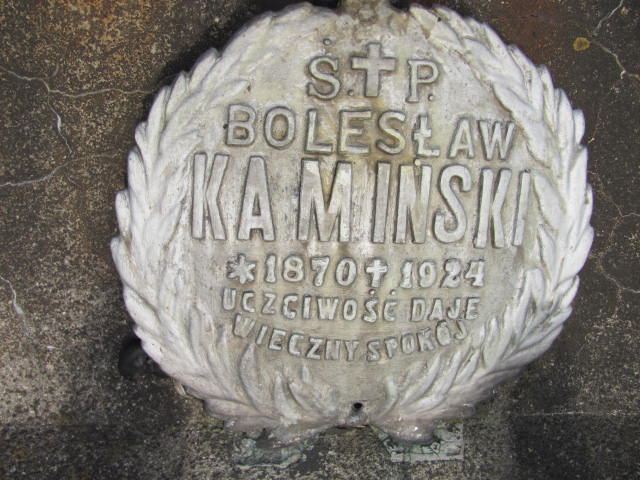 Ś. ✝ P.
BOLESŁAW
KAMIŃSKI
* 1870 ✝ 1924
UCZCIWOŚĆ DAJE
WIECZNY SPOKÓJ